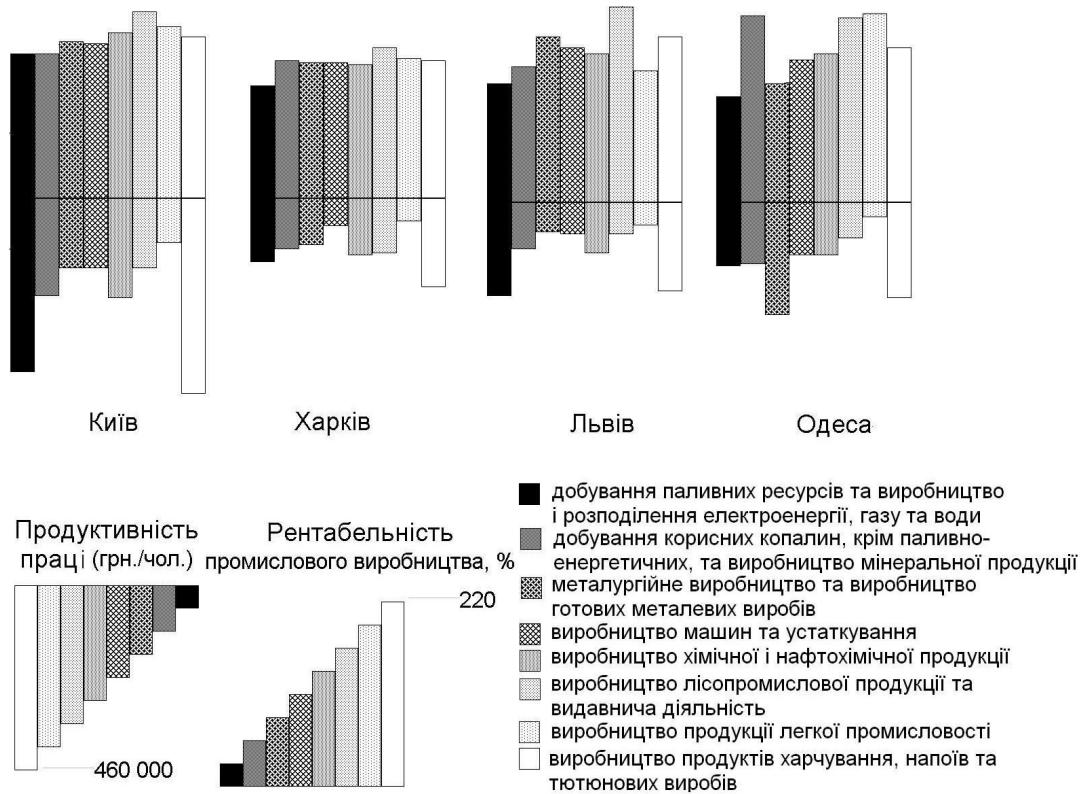 Київ
Харків
Львів
Одеса
Продуктивність
праці (грн./чол.)
460 000
Рентабельність
промислового виробництва, %
220
добування паливних ресурсів та виробництво
і розподілення електроенергії, газу та води
добування корисних копалин, крім паливно-
енергетичних, та виробництво мінеральної продукції
металургійне виробництво та виробництво
готових металевих виробів
виробництво машин та устаткування
виробництво хімічної і нафтохімічної продукції
виробництво лісопромислової продукції та
видавнича діяльність
виробництво продукції легкої промисловості
виробництво продуктів харчування, напоїв та
тютюнових виробів